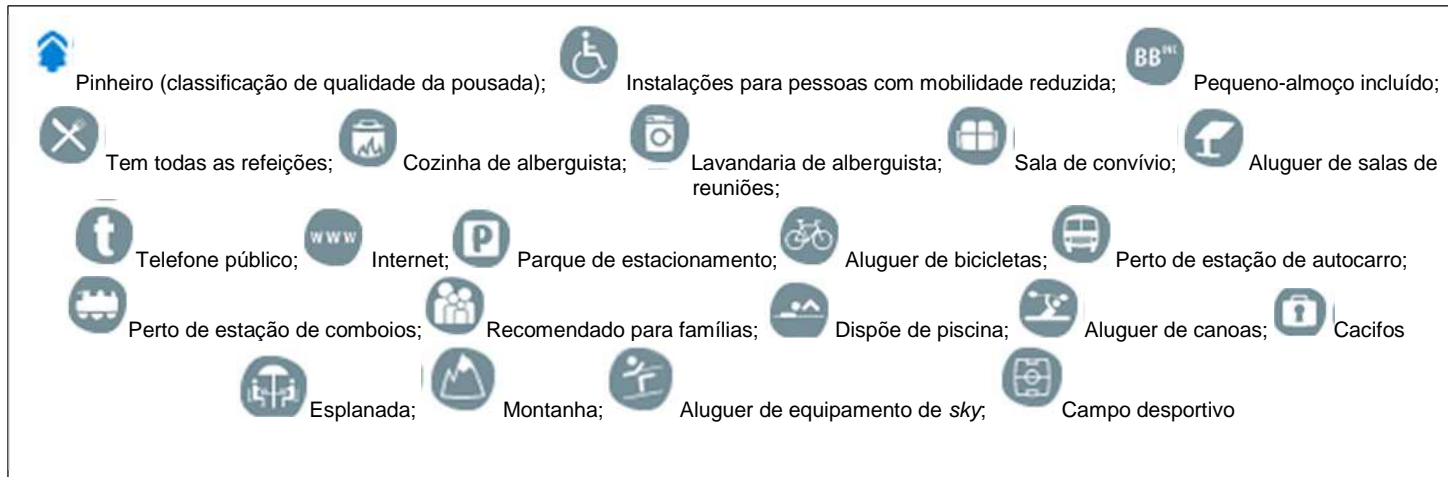 Pinheiro (classificação de qualidade da pousada); Instalações para pessoas com mobilidade reduzida; BB INC Pequeno-almoço incluído;
Tem todas as refeições; Cozinha de alberguista; Lavandaria de alberguista; Sala de convívio; Aluguer de salas de
reuniões;
t Telefone público; www Internet; P Parque de estacionamento; Aluguer de bicicletas; Perto de estação de autocarro;
Perto de estação de comboios; Recomendado para famílias; Dispõe de piscina; Aluguer de canoas; Cacifos
Esplanada; Montanha; Aluguer de equipamento de sky; Campo desportivo